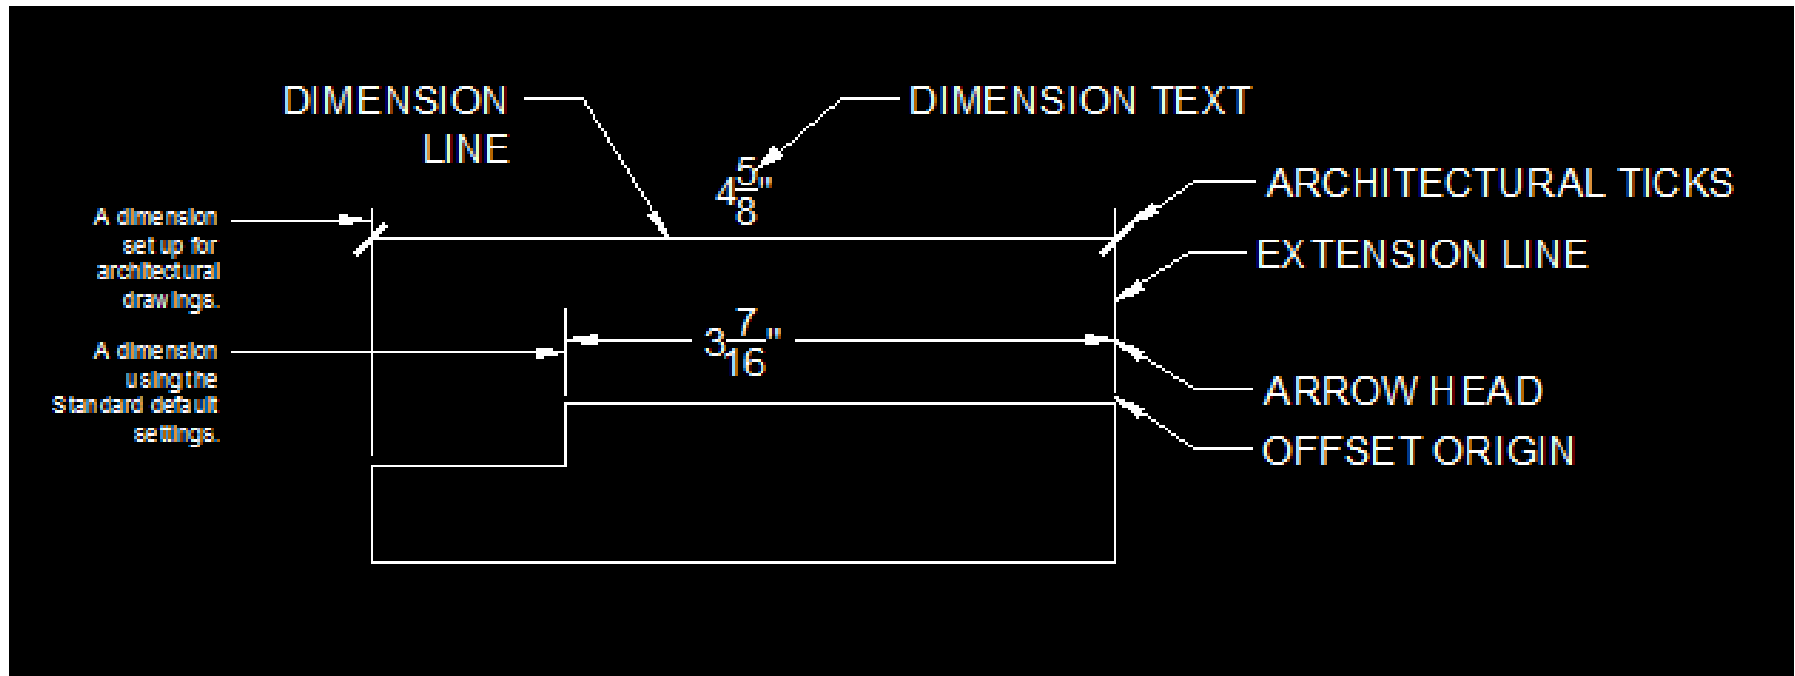 DIMENSION
LINE
DIMENSION TEXT
4 5/8"
ARCHITECTURAL TICKS
A dimension
set up for
architectural
drawings.
EXTENSION LINE
3 7/16"
A dimension
using the
Standard default
settings.
ARROW HEAD
OFFSET ORIGIN